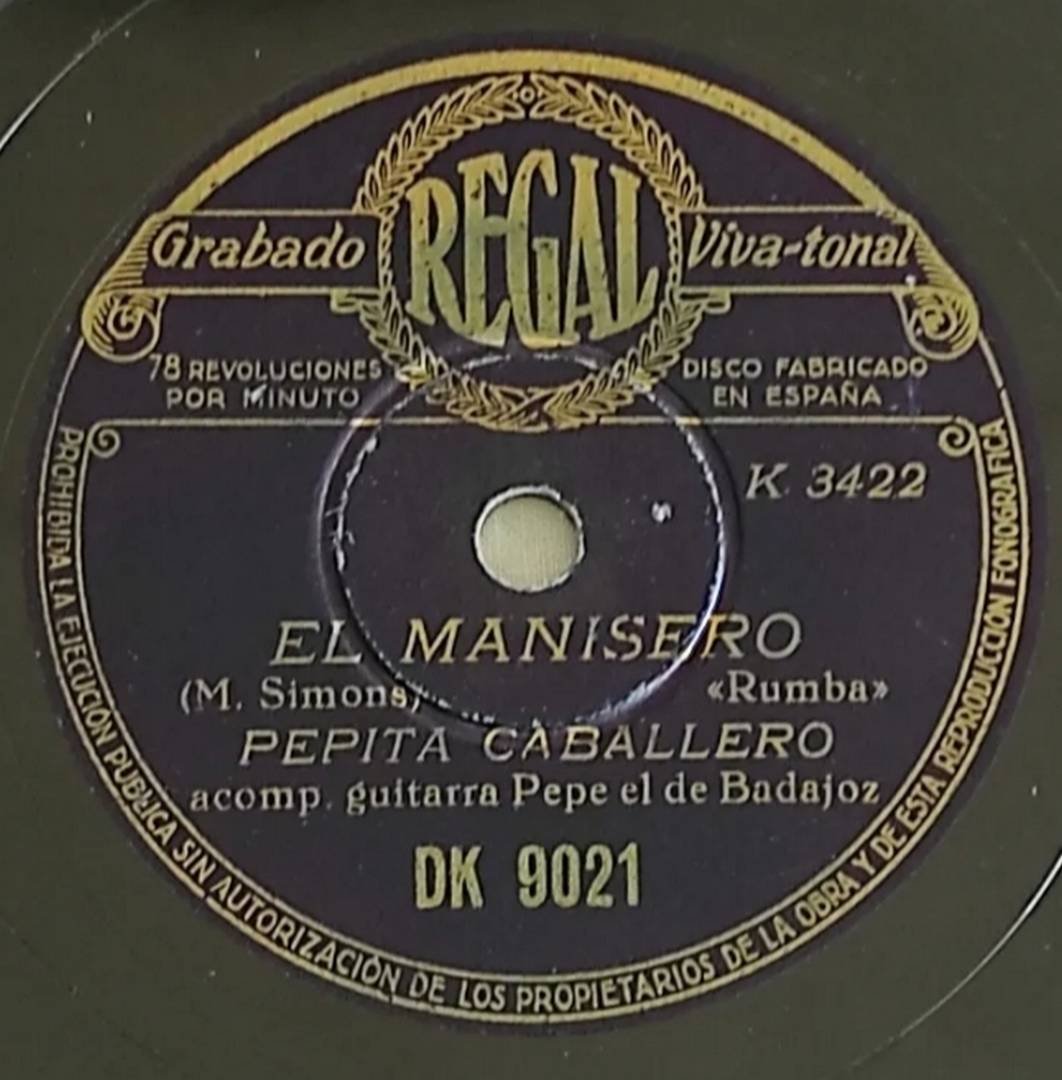 REGAL
Grabado Viva-tonal
78 REVOLUCIONES
POR MINUTO
DISCO FABRICADO
EN ESPAÑA
K 3422
EL MANISERO
(M. Simons) «Rumba»
PEPITA CABALLERO
acomp. guitarra Pepe el de Badajoz
DK 9021
PROHIBIDA LA EJECUCIÓN PUBLICA SIN AUTORIZACIÓN DE LOS PROPIETARIOS DE LA OBRA Y DE ESTA REPRODUCCIÓN FONOGRAFICA